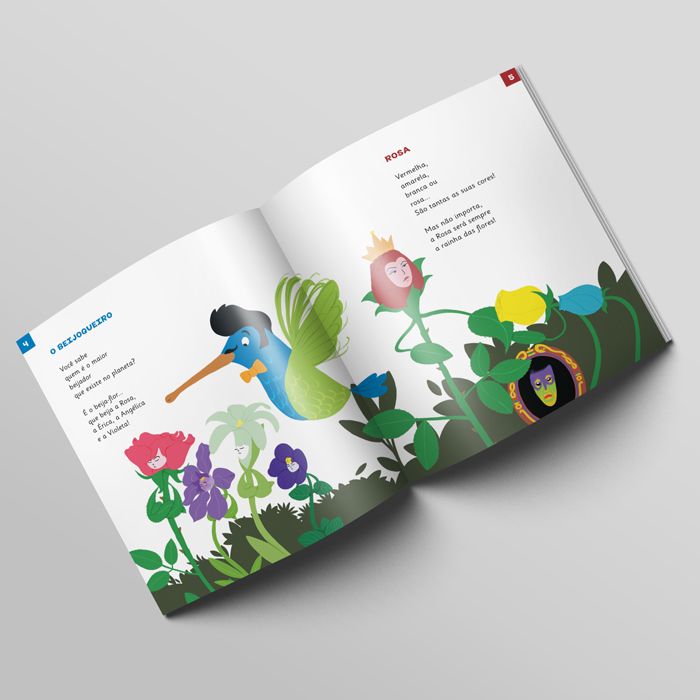 4
O BEIJOQUEIRO
Você sabe
quem é o maior
beijador
que existe no planeta?
É o beija-flor...
que beija a Rosa,
a Érica, a Angélica
e a Violeta!
5
ROSA
Vermelha,
amarela,
branca ou
rosa...
São tantas as suas cores!
Mas não importa,
a Rosa será sempre
a rainha das flores!